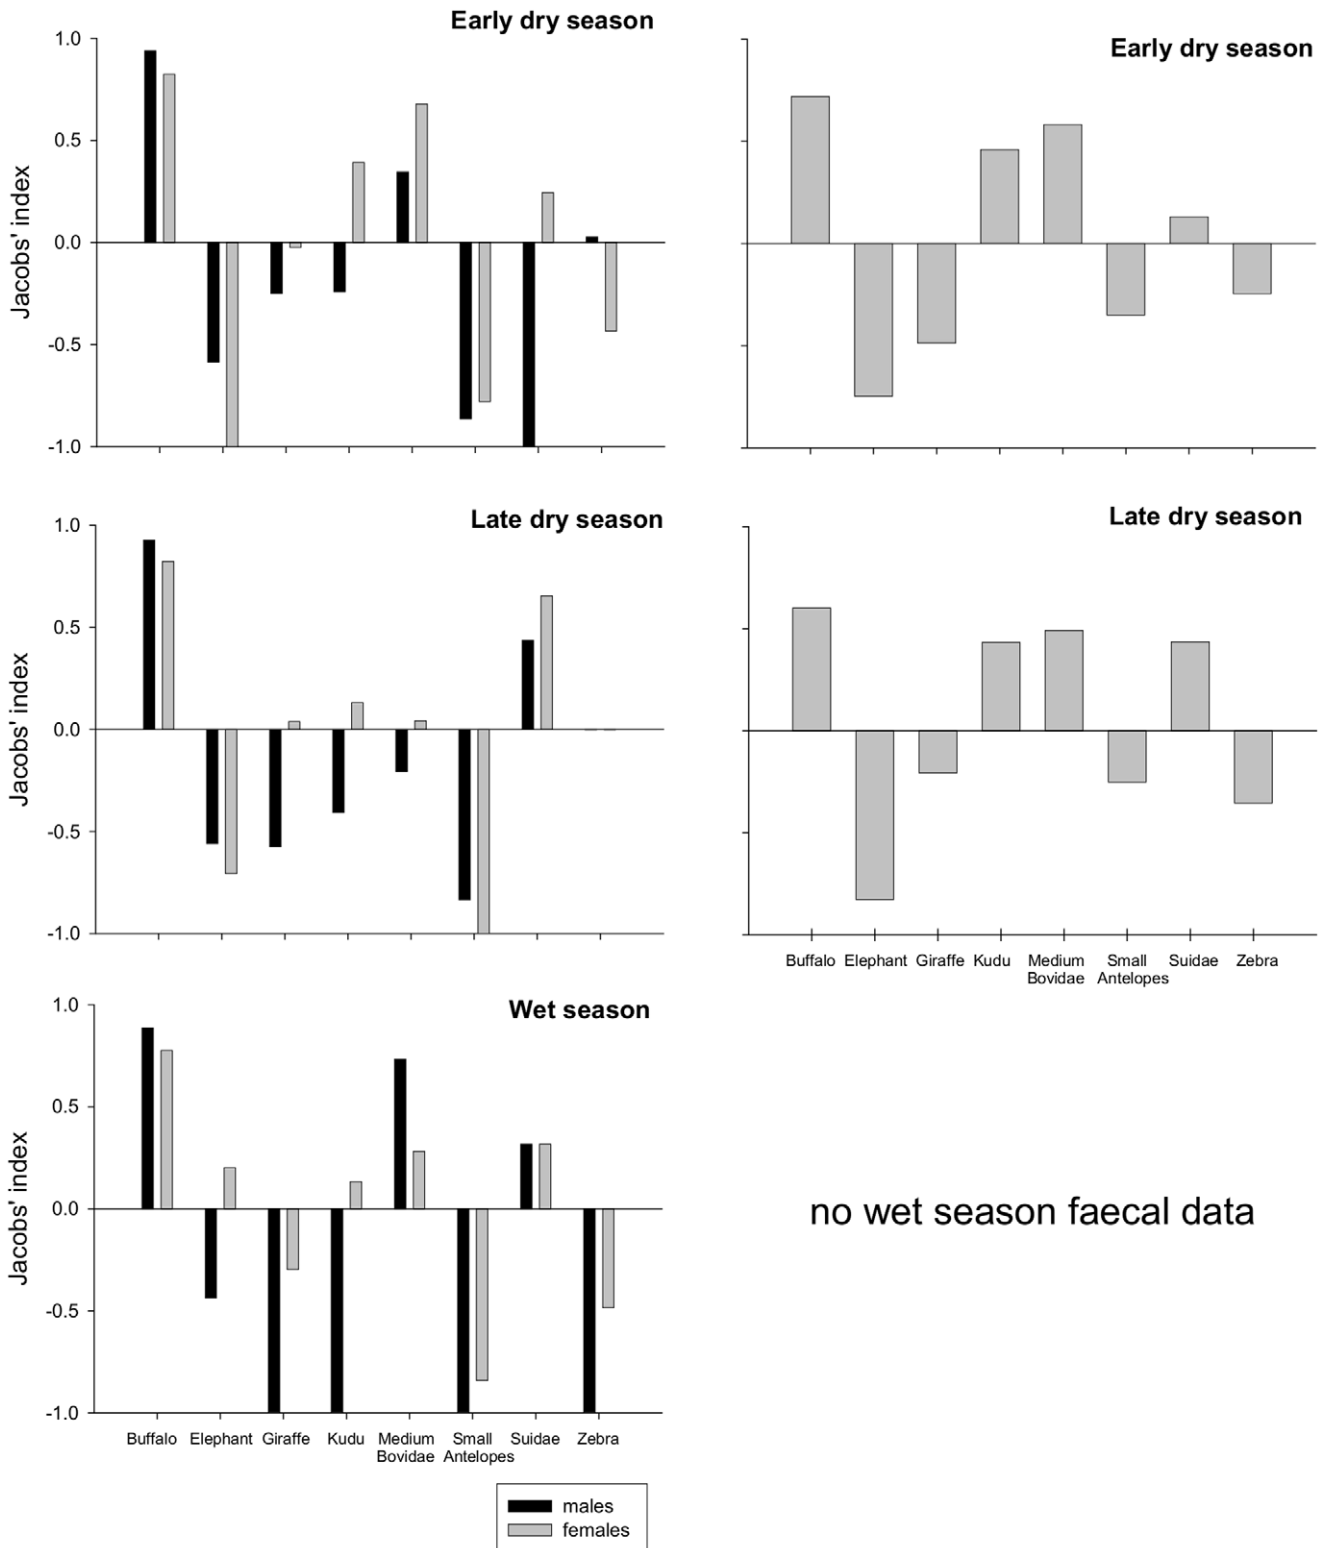 Early dry season
1.0
0.5
0.0
-0.5
-1.0
Jacobs' index
Early dry season
Late dry season
1.0
0.5
0.0
-0.5
-1.0
Jacobs' index
Late dry season
Buffalo Elephant Giraffe Kudu Medium Small Suidae Zebra
Bovidae Antelopes
Wet season
1.0
0.5
0.0
-0.5
-1.0
Jacobs' index
Buffalo Elephant Giraffe Kudu Medium Small Suidae Zebra
Bovidae Antelopes
no wet season faecal data
males
females